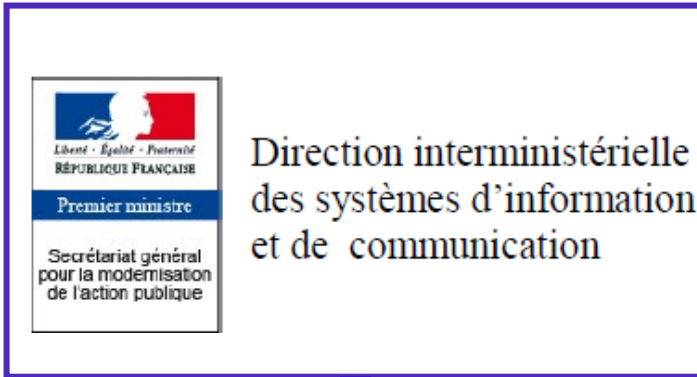 Liberté · Égalité · Fraternité
RÉPUBLIQUE FRANÇAISE
Premier ministre
Secrétariat général
pour la modernisation
de l'action publique
Direction interministérielle
des systèmes d’information
et de communication